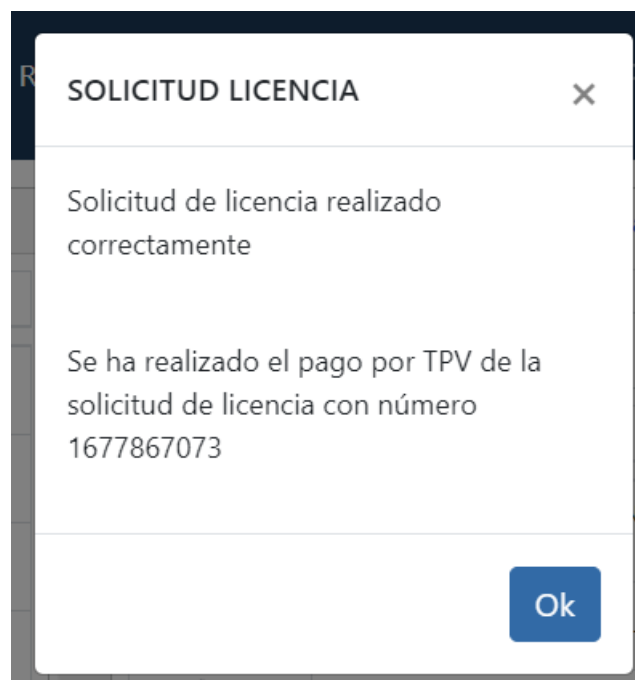 R
SOLICITUD LICENCIA ×
Solicitud de licencia realizado
correctamente
Se ha realizado el pago por TPV de la
solicitud de licencia con número
1677867073
Ok